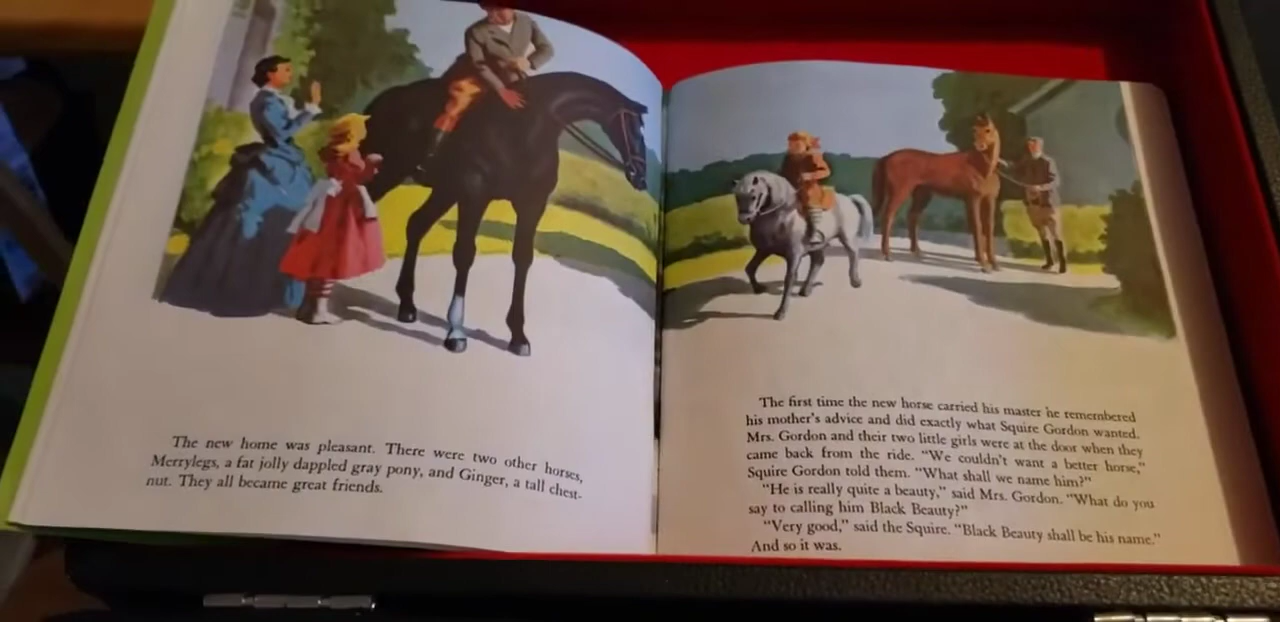 The new home was pleasant. There were two other horses,
Merrylegs, a fat jolly dappled gray pony, and Ginger, a tall chest-
nut. They all became great friends.
The first time the new horse carried his master he remembered
his mother's advice and did exactly what Squire Gordon wanted.
Mrs. Gordon and their two little girls were at the door when they
came back from the ride. "We couldn't want a better horse,"
Squire Gordon told them. "What shall we name him?"
"He is really quite a beauty," said Mrs. Gordon. "What do you
say to calling him Black Beauty?"
"Very good," said the Squire. "Black Beauty shall be his name."
And so it was.